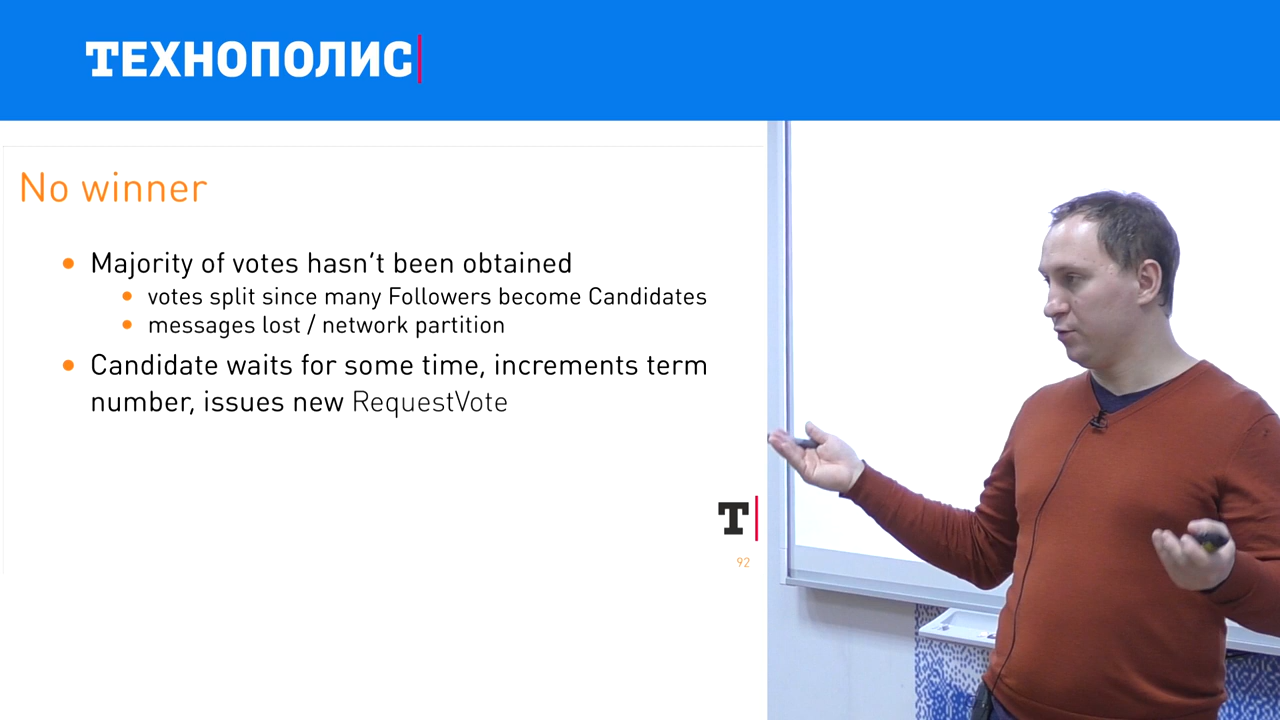 ТЕХНОПОЛИС
No winner
Majority of votes hasn't been obtained
votes split since many Followers become Candidates
messages lost / network partition
Candidate waits for some time, increments term
number, issues new RequestVote
T
92